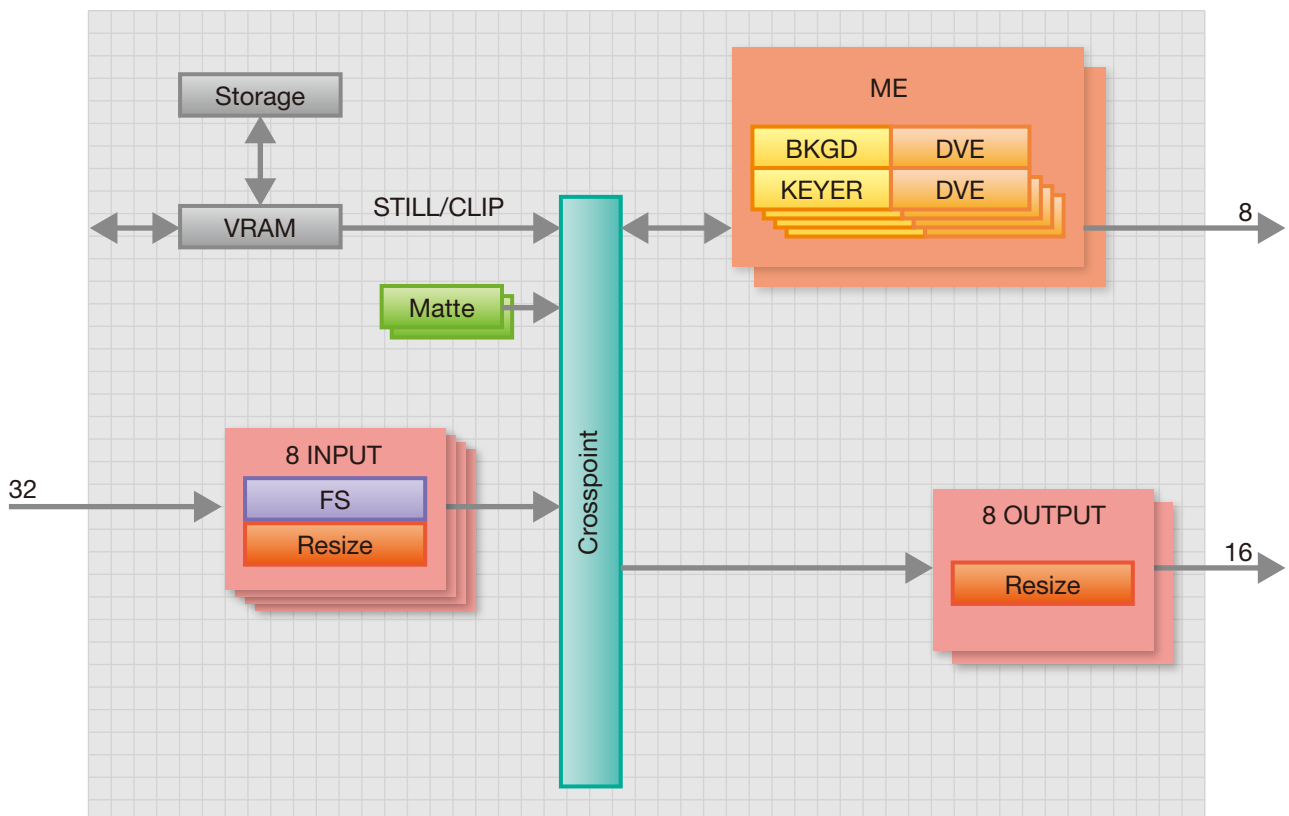 ME
Storage
BKGD DVE
KEYER DVE
STILL/CLIP
VRAM
8
Matte
8 INPUT
32
FS
Resize
Crosspoint
8 OUTPUT
16
Resize